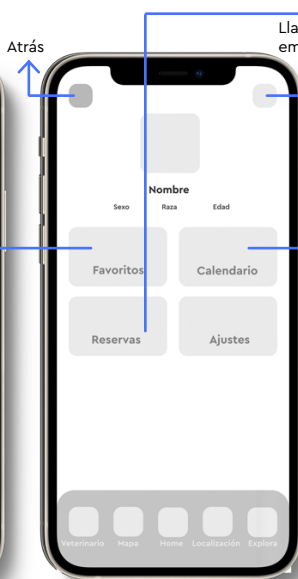 Atrás
Nombre
Sexo Raza Edad
Favoritos Calendario
Reservas Ajustes
Veterinario Mapa Home Localización Explora